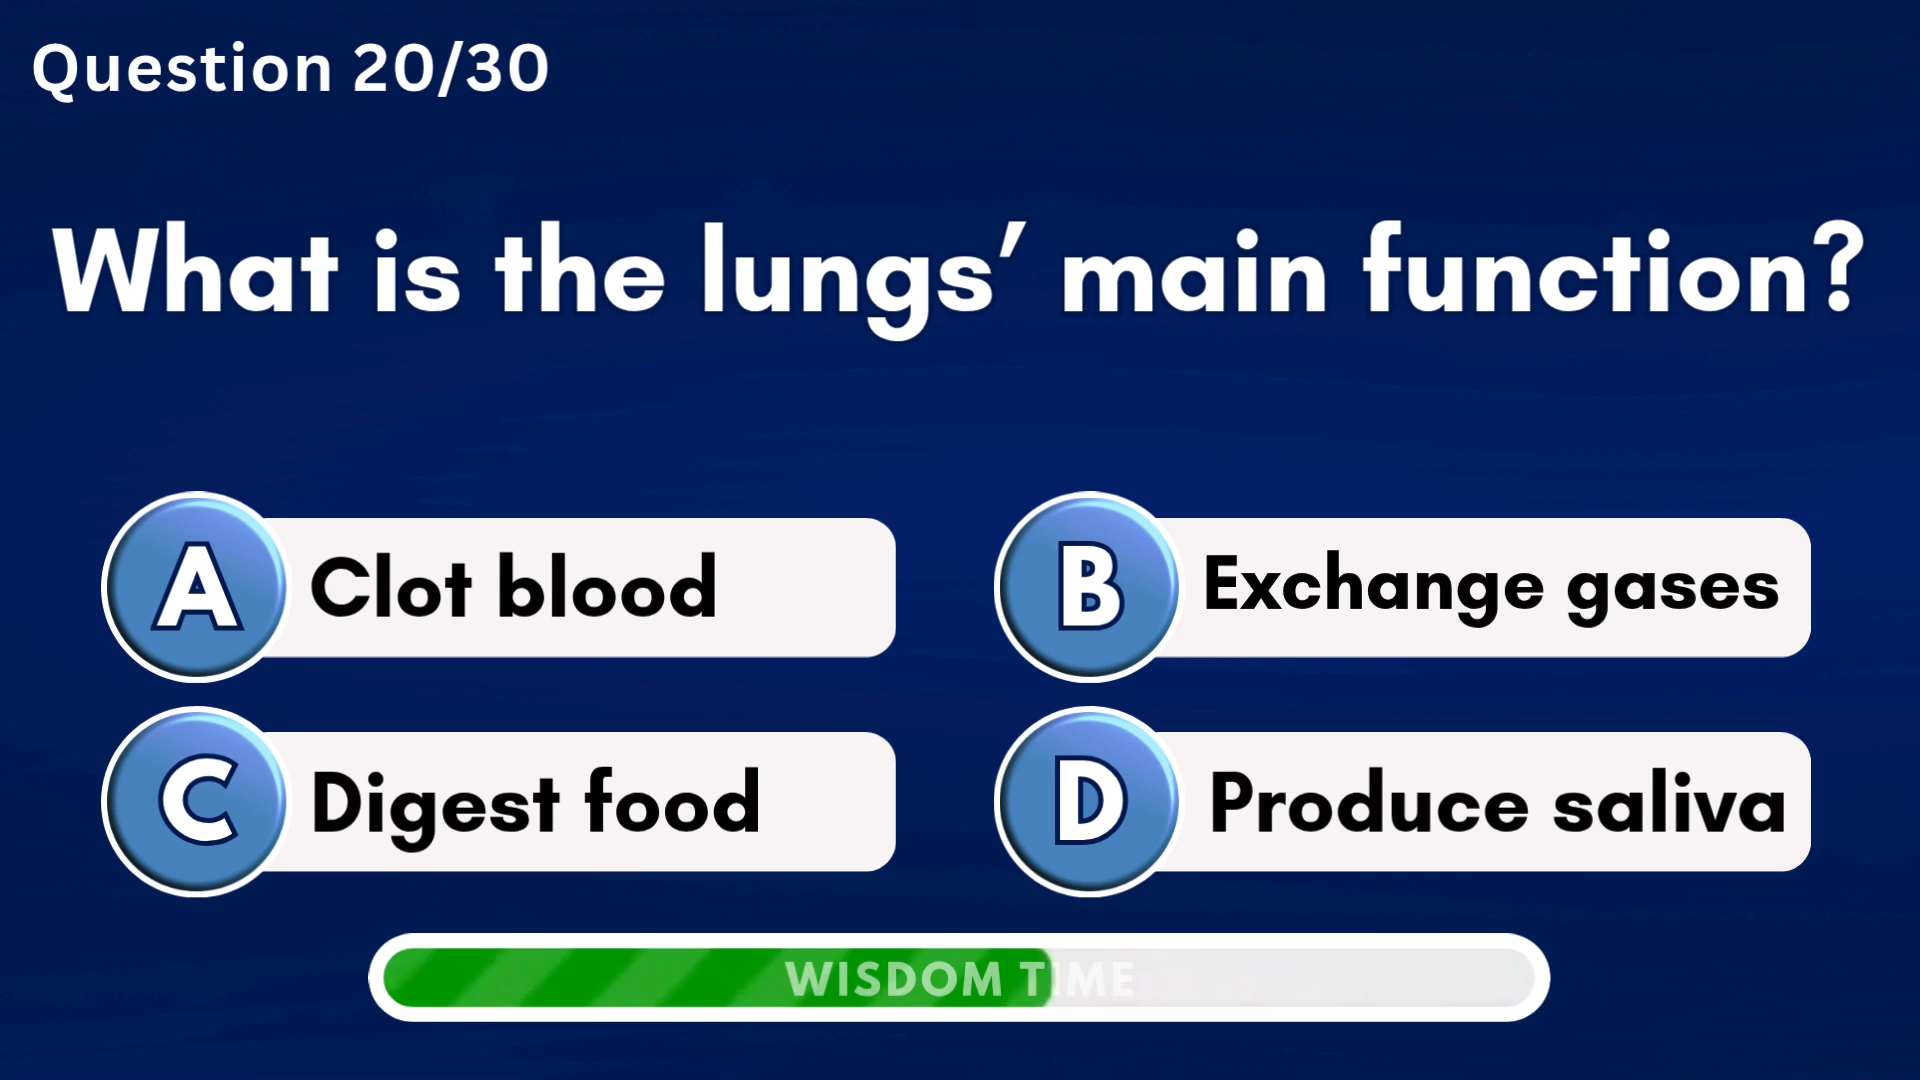 Question 20/30
What is the lungs’ main function?
A Clot blood
B Exchange gases
C Digest food
D Produce saliva
WISDOM TIME